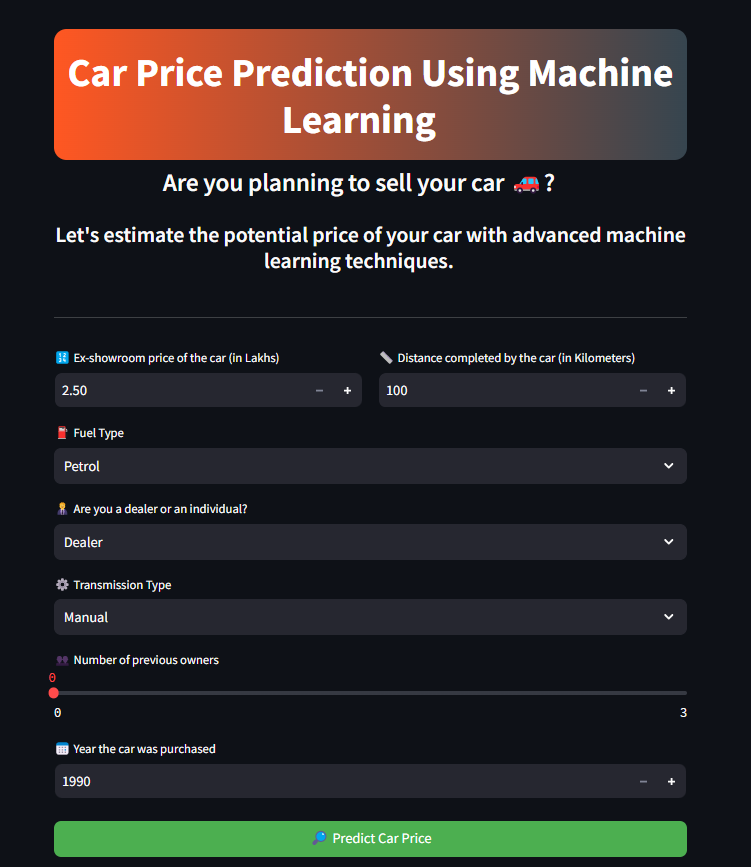 Car Price Prediction Using Machine
Learning
Are you planning to sell your car 🚗 ?
Let's estimate the potential price of your car with advanced machine
learning techniques.
Ex-showroom price of the car (in Lakhs)
Distance completed by the car (in Kilometers)
2.50 − +
100 − +
Fuel Type
Petrol
Are you a dealer or an individual?
Dealer
Transmission Type
Manual
Number of previous owners
0
0 3
Year the car was purchased
1990 − +
Predict Car Price